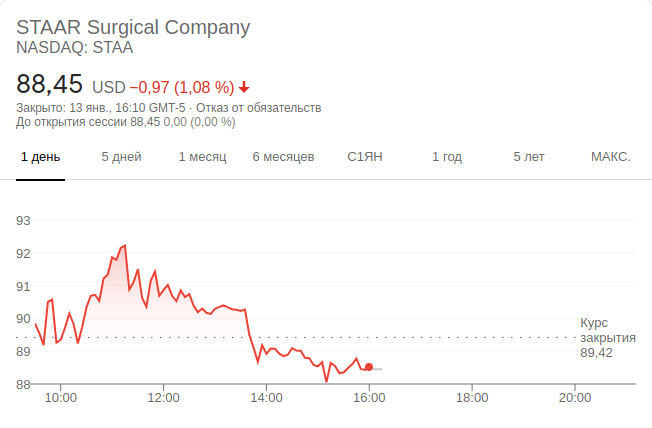 STAAR Surgical Company
NASDAQ: STAA
88,45 USD −0,97 (1,08 %)
Закрыто: 13 янв., 16:10 GMT-5 · Отказ от обязательств
До открытия сессии 88,45 0,00 (0,00 %)
1 день 5 дней 1 месяц 6 месяцев С1ЯН 1 год 5 лет МАКС.
93
92
91
90
89
88
Курс
закрытия
89,42
10:00 12:00 14:00 16:00 18:00 20:00